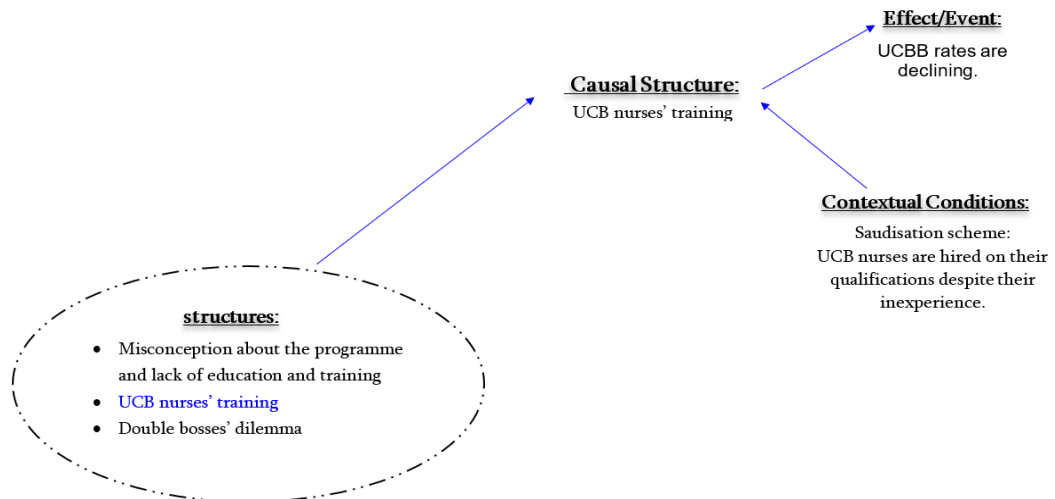 Effect/Event:
UCBB rates are
declining.
Causal Structure:
UCB nurses’ training
Contextual Conditions:
Saudisation scheme:
UCB nurses are hired on their
qualifications despite their
inexperience.
structures:
• Misconception about the programme
and lack of education and training
• UCB nurses’ training
• Double bosses’ dilemma